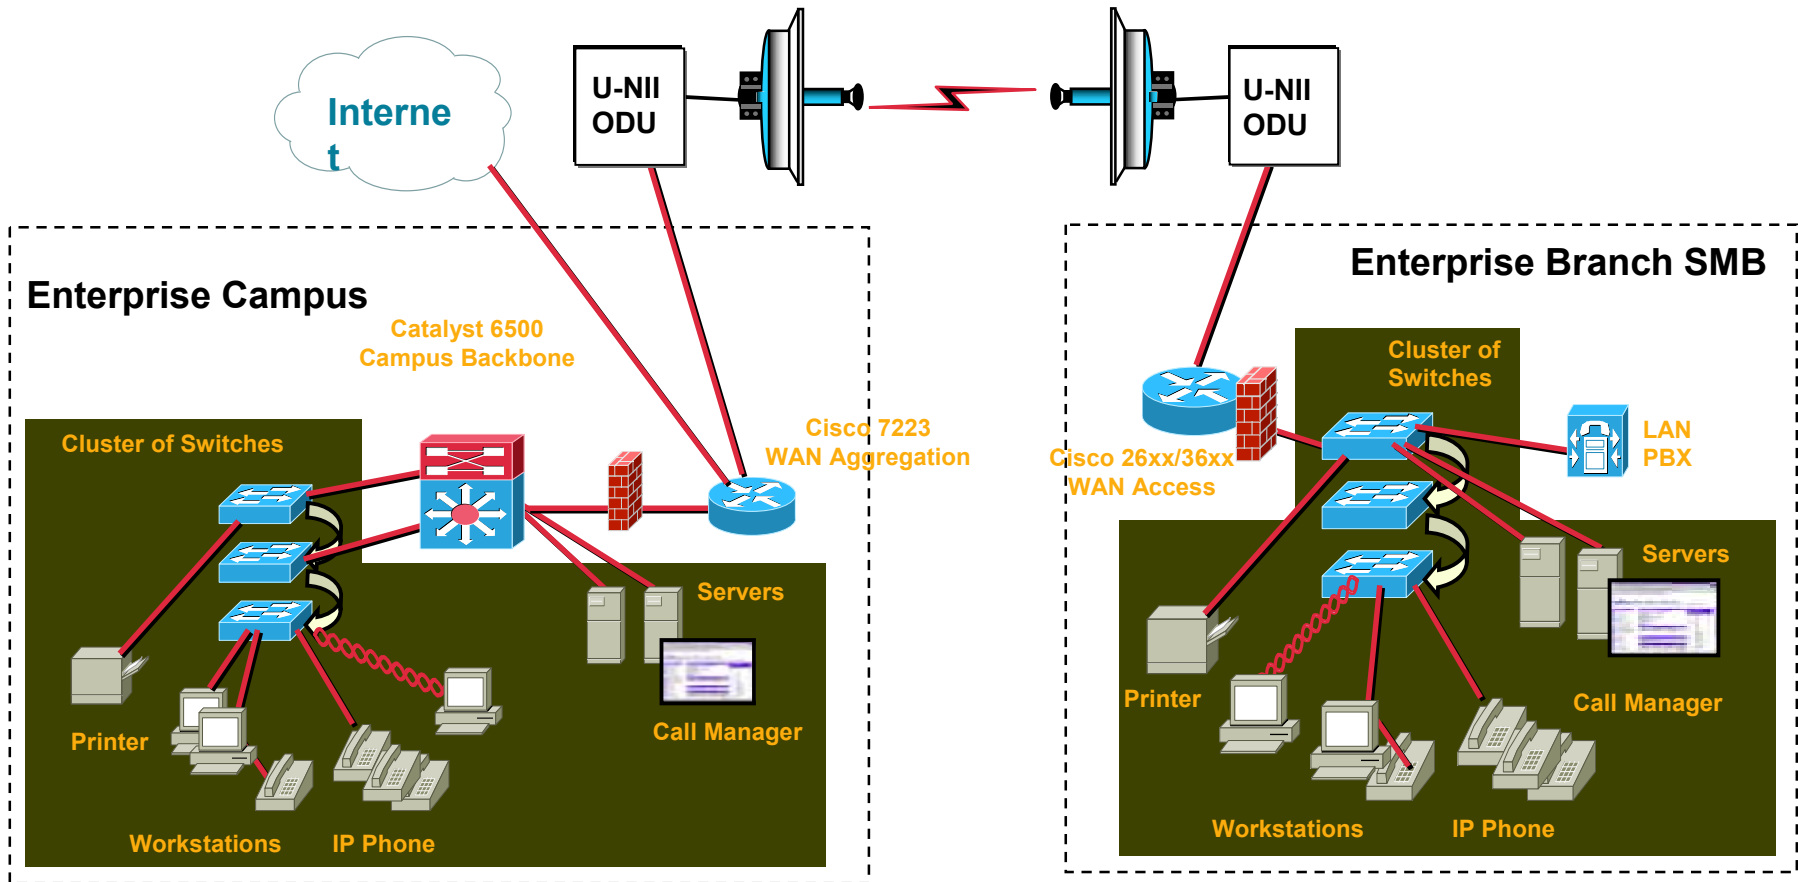 Interne
t
U-NII
ODU
U-NII
ODU
Enterprise Campus
Enterprise Branch SMB
Catalyst 6500
Campus Backbone
Cluster of Switches
Cisco 7223
WAN Aggregation
Servers
Call Manager
Printer
Workstations
IP Phone
Cluster of
Switches
LAN
PBX
Cisco 26xx/36xx
WAN Access
Servers
Call Manager
Printer
Workstations
IP Phone